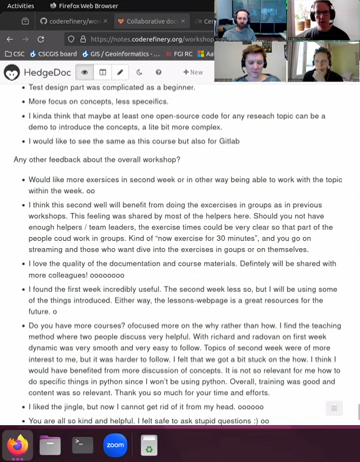 Activities
Firefox Web Browser
coderefinery/wor
Collaborative doc
Cer
https://notes.coderefinery.org/workshop
CSC
CSCGIS board
GIS / Geoinformatics -
HedgeDoc
+ New
Test design part was complicated as a beginner.
More focus on concepts, less speceifics.
I kinda think that maybe at least one open-source code for any reseach topic can be a
demo to introduce the concepts, a lite bit more complex.
I would like to see the same as this course but also for Gitlab
Any other feedback about the overall workshop?
Would like more exersices in second week or in other way being able to work with the topic
within the week. oo
I think this second well will benefit from doing the excercises in groups as in previous
workshops. This feeling was shared by most of the helpers here. Should you not have
enough helpers / team leaders, the exercise times could be very clear so that part of the
people coud work in groups. Kind of "now exercise for 30 minutes", and you go on
streaming and those who want dive into the exercises in goups or on themselves.
I love the quality of the documentation and course materials. Defintely will be shared with
more colleagues! oooooooo
I found the first week incredibly useful. The second week less so, but I will be using some
of the things introduced. Either way, the lessons-webpage is a great resources for the
future. o
Do you have more courses? ofocused more on the why rather than how. I find the teaching
method where two people discuss very helpful. With richard and radovan on first week
dynamic was very smooth and very easy to follow. Topics of second week were of more
interest to me, but it was harder to follow. I felt that we got a bit stuck on the how. I think I
would have benefited from more discussion of concepts. It is not so relevant for me how to
do specific things in python since I won't be using python. Overall, training was good and
content was so relevant. Thank you so much for your time and efforts.
I liked the jingle, but now I cannot get rid of it from my head. oooooo
You are all so kind and helpful. I felt safe to ask stupid questions :) oo
zoom